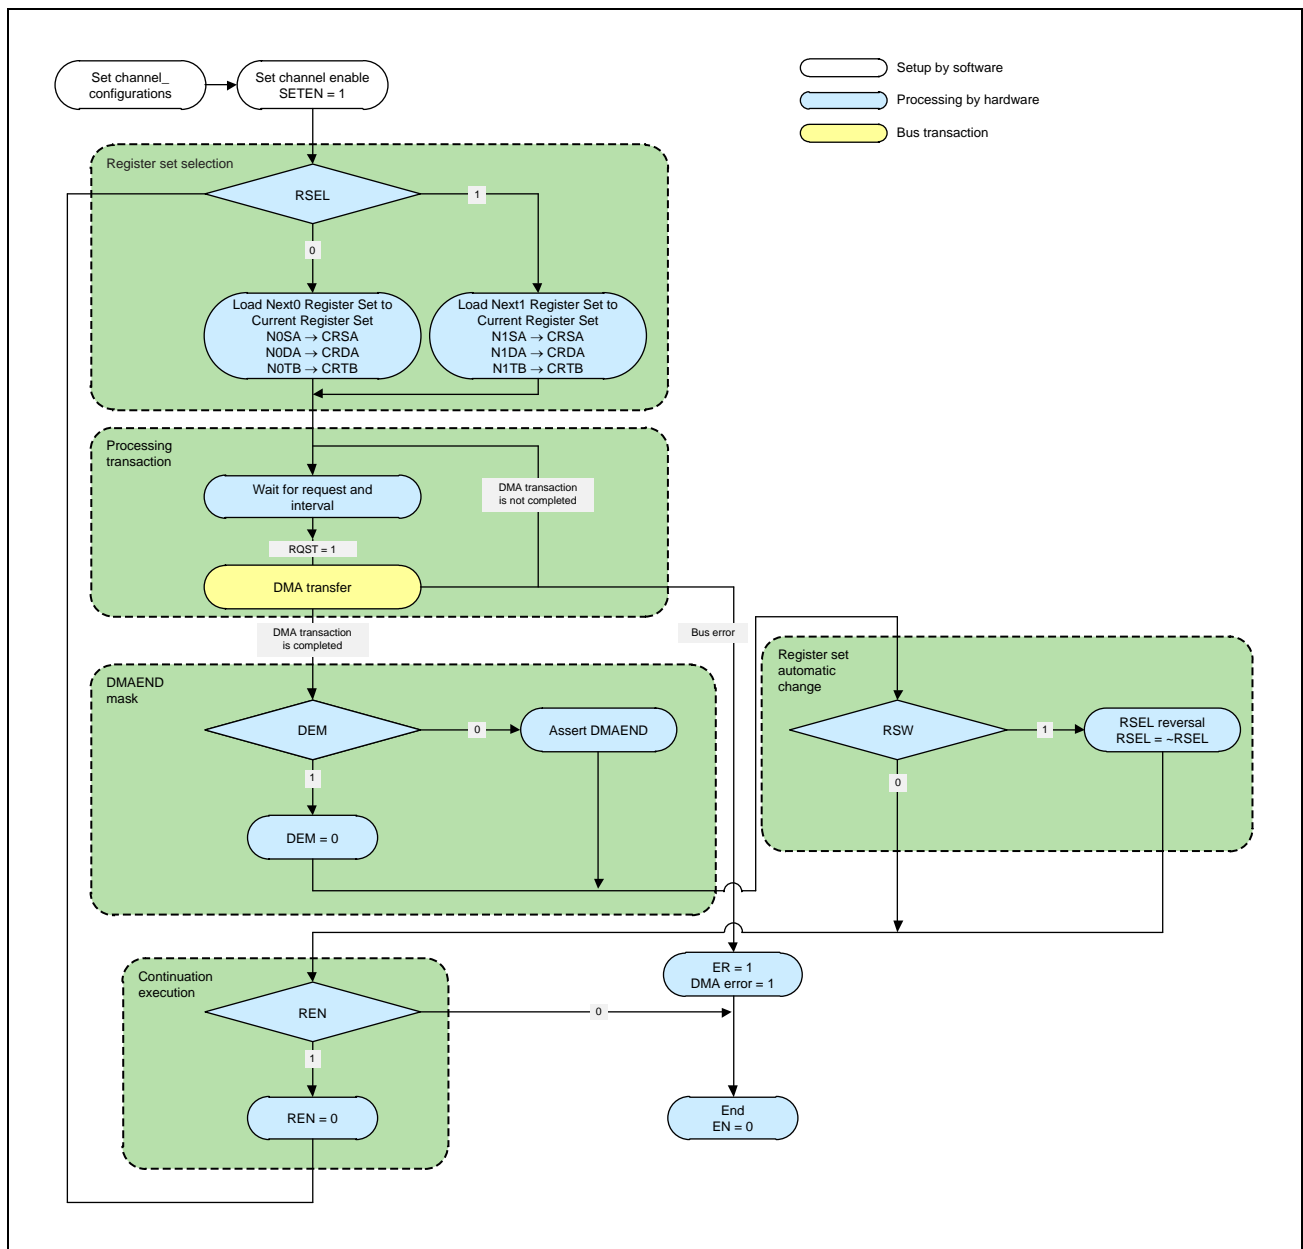 Set channel_
configurations
Set channel enable
SETEN = 1
Setup by software
Processing by hardware
Bus transaction
Register set selection
RSEL
1
0
Load Next0 Register Set to
Current Register Set
N0SA → CRSA
N0DA → CRDA
N0TB → CRTB
Load Next1 Register Set to
Current Register Set
N1SA → CRSA
N1DA → CRDA
N1TB → CRTB
Processing
transaction
Wait for request and
interval
DMA transaction
is not completed
RQST = 1
DMA transfer
DMA transaction
is completed
Bus error
DMAEND
mask
DEM
0
Assert DMAEND
1
DEM = 0
Register set
automatic
change
RSW
1
RSEL reversal
RSEL = ~RSEL
0
Continuation
execution
REN
0
1
REN = 0
ER = 1
DMA error = 1
End
EN = 0